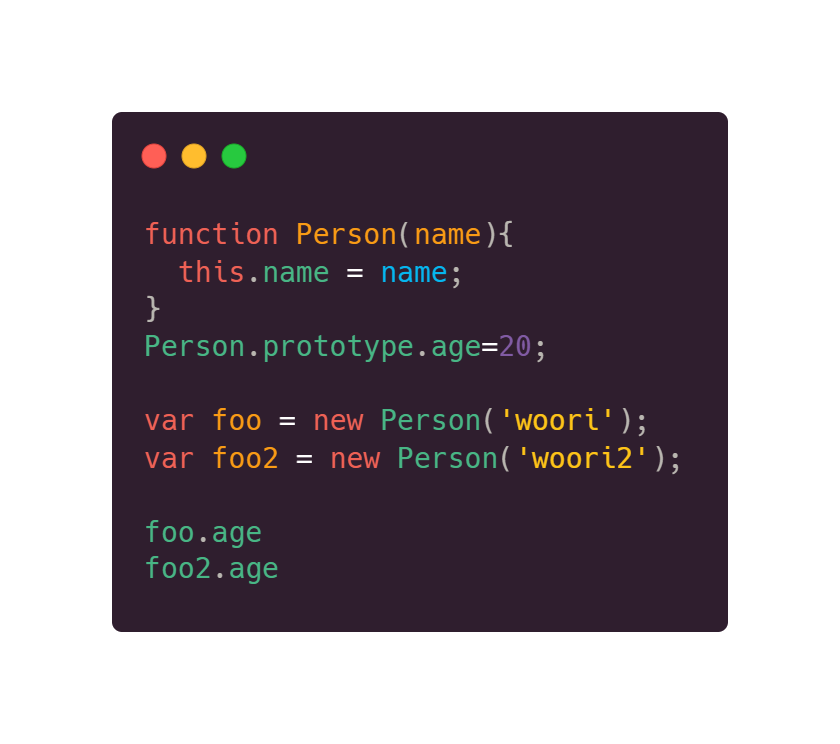 function Person(name){
  this.name = name;
}
Person.prototype.age=20;

var foo = new Person('woori');
var foo2 = new Person('woori2');

foo.age
foo2.age